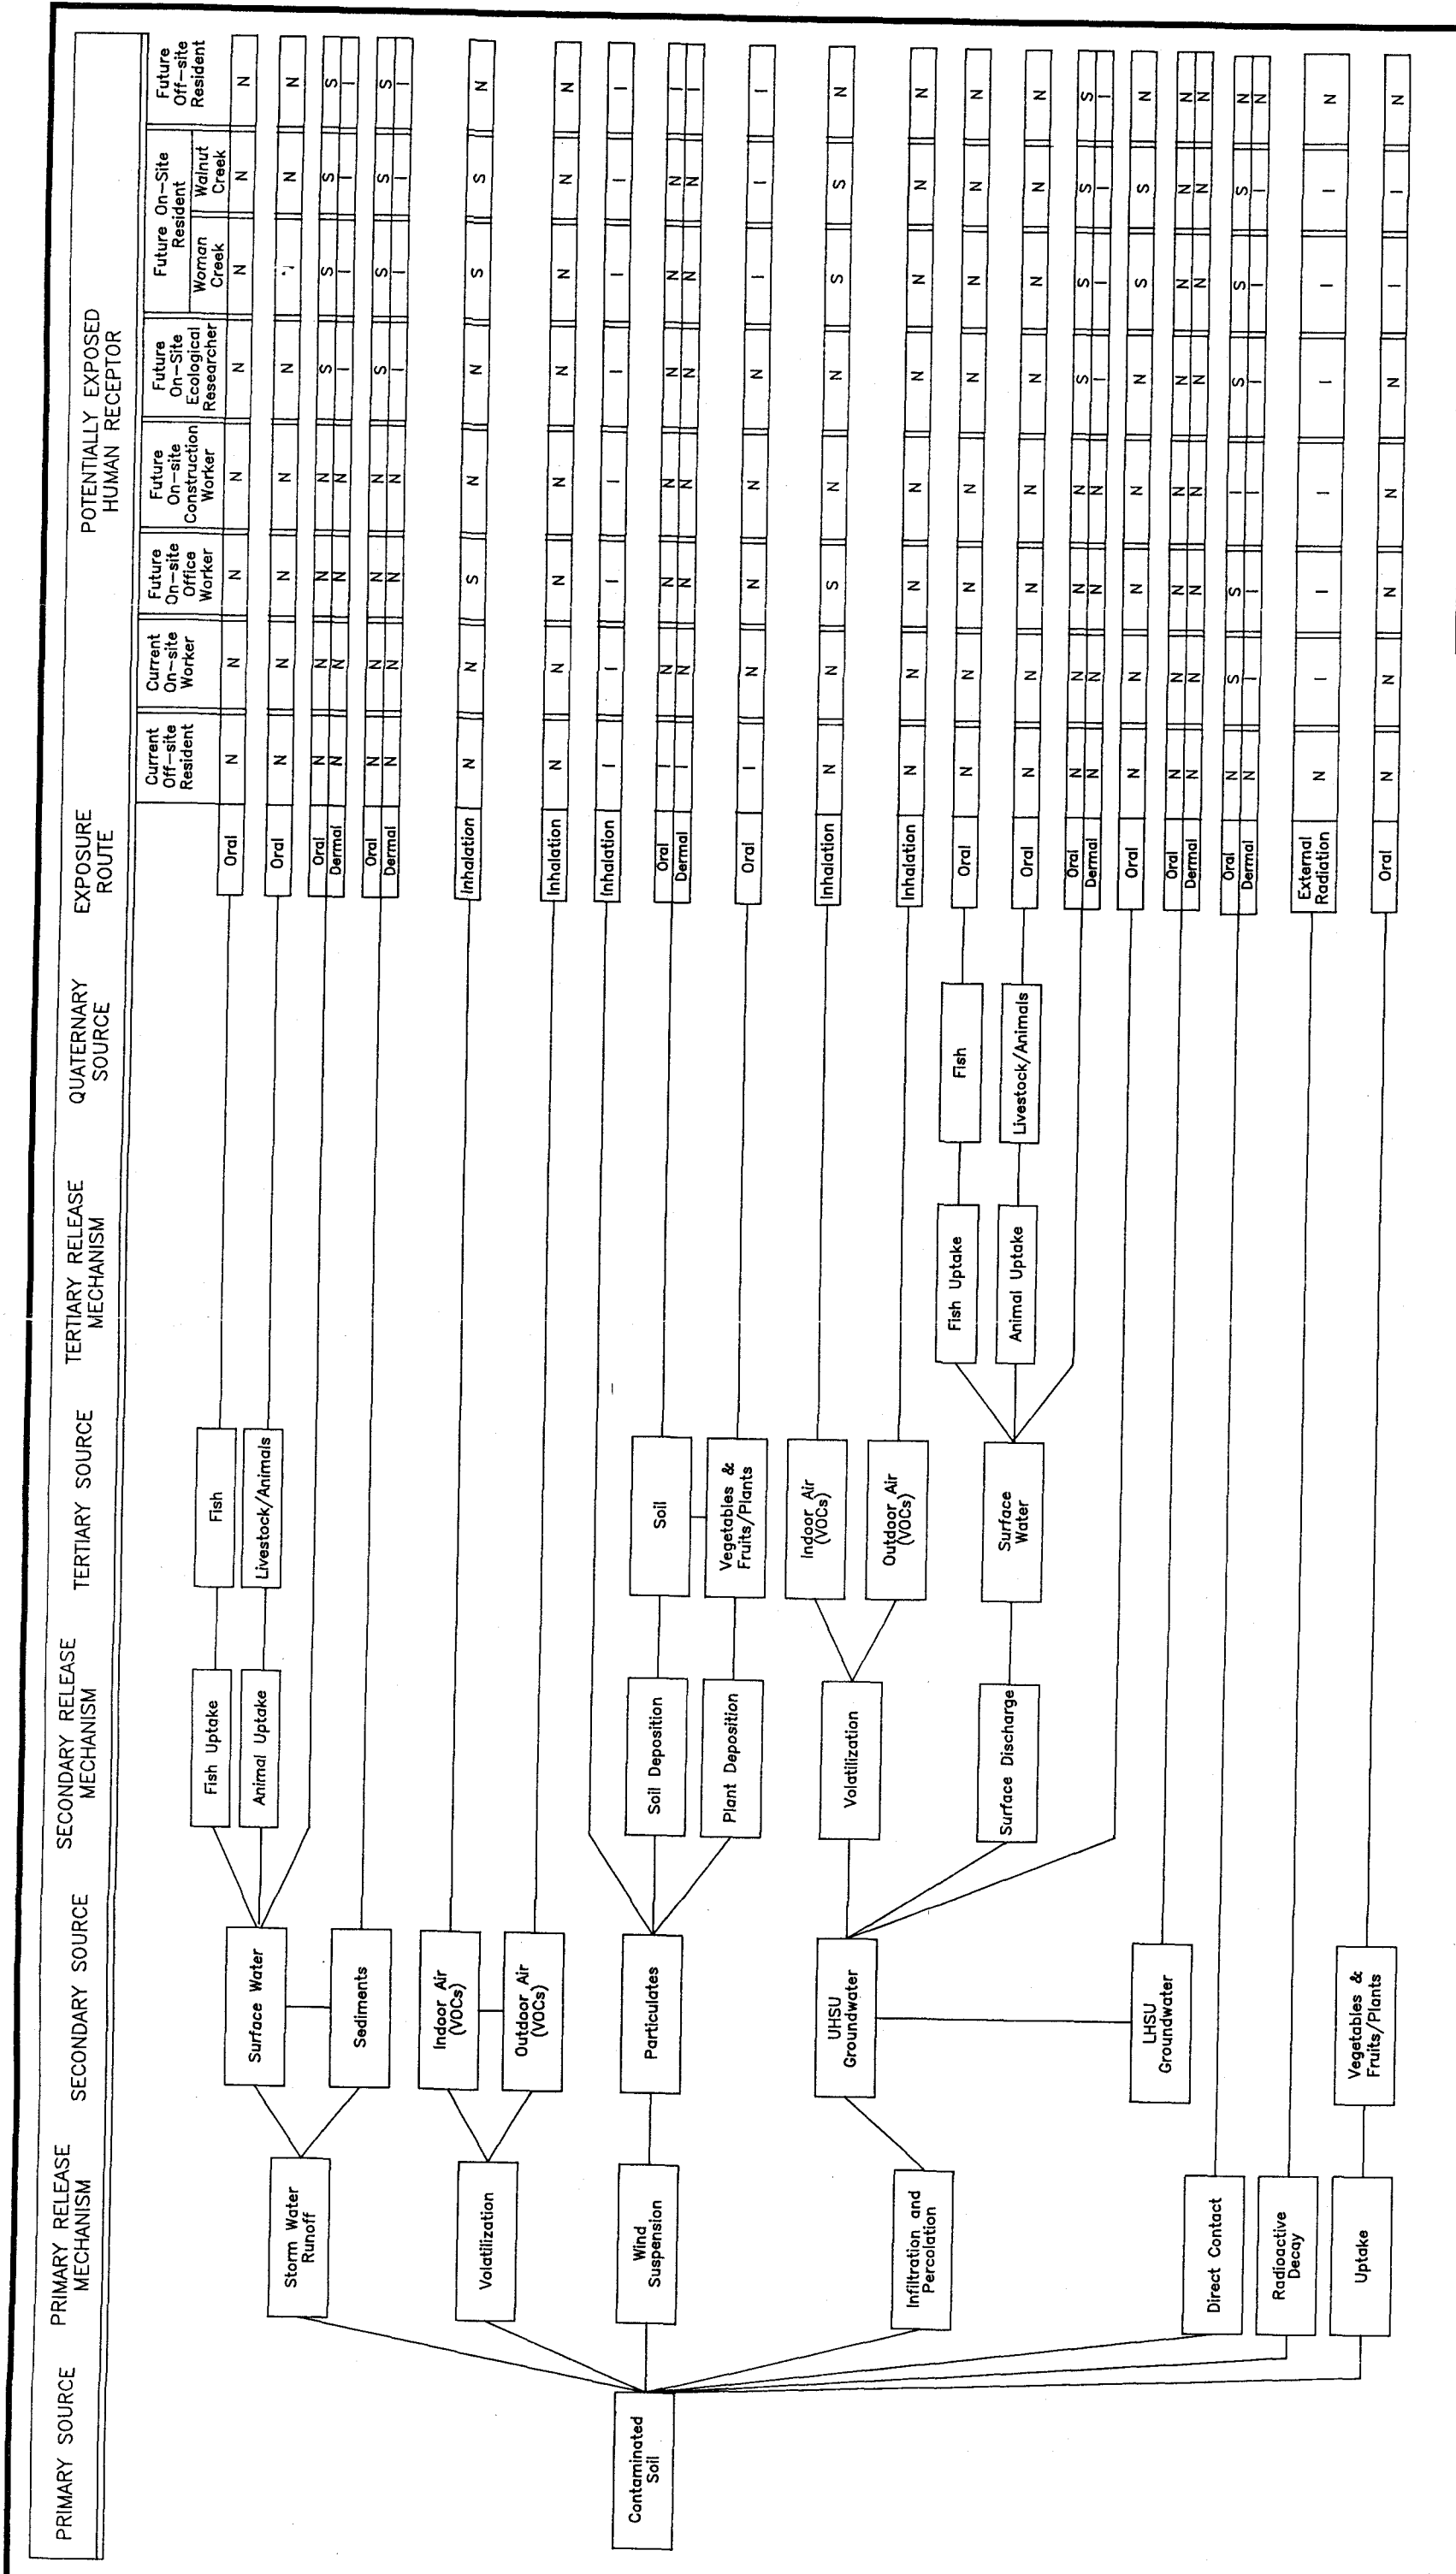 PRIMARY SOURCE
PRIMARY RELEASE
MECHANISM
SECONDARY SOURCE
SECONDARY RELEASE
MECHANISM
TERTIARY SOURCE
TERTIARY RELEASE
MECHANISM
QUATERNARY
SOURCE
EXPOSURE
ROUTE
POTENTIALLY EXPOSED
HUMAN RECEPTOR
Current
Off-site
Resident
Current
On-site
Worker
Future
On-site
Office
Worker
Future
On-site
Construction
Worker
Future
On-Site
Ecological
Researcher
Future On-Site
Resident
Woman
Creek
Walnut
Creek
Future
Off-site
Resident
Contaminated
Soil
Storm Water
Runoff
Surface Water
Fish Uptake
Fish
Oral N N N N N N N N
Animal Uptake
Livestock/Animals
Oral N N N N N N N
Oral N N N N S S S S
Dermal N N N N I I I I
Sediments
Oral N N N N S S S S
Dermal N N N N I I I I
Volatilization
Indoor Air
(VOCs)
Inhalation N N S N N S S N
Outdoor Air
(VOCs)
Inhalation N N N N N N N N
Wind
Suspension
Particulates
Inhalation I I I I I I I I
Soil Deposition
Soil
Oral I N N N N N N I
Dermal I N N N N N N I
Plant Deposition
Vegetables &
Fruits/Plants
Oral I N N N N I I I
Infiltration and
Percolation
UHSU
Groundwater
Volatilization
Indoor Air
(VOCs)
Inhalation N N S N N S S N
Outdoor Air
(VOCs)
Inhalation N N N N N N N N
Surface Discharge
Surface
Water
Fish Uptake
Fish
Oral N N N N N N N N
Animal Uptake
Livestock/Animals
Oral N N N N N N N N
Oral N N N N S S S S
Dermal N N N N I I I I
Oral N N N N N S S N
LHSU
Groundwater
Oral N N N N N N N N
Dermal N N N N N N N N
Direct Contact
Oral N S S I S S S N
Dermal N I I I I I I N
Radioactive
Decay
External
Radiation N I I I I I I N
Uptake
Vegetables &
Fruits/Plants
Oral N N N N N I I N